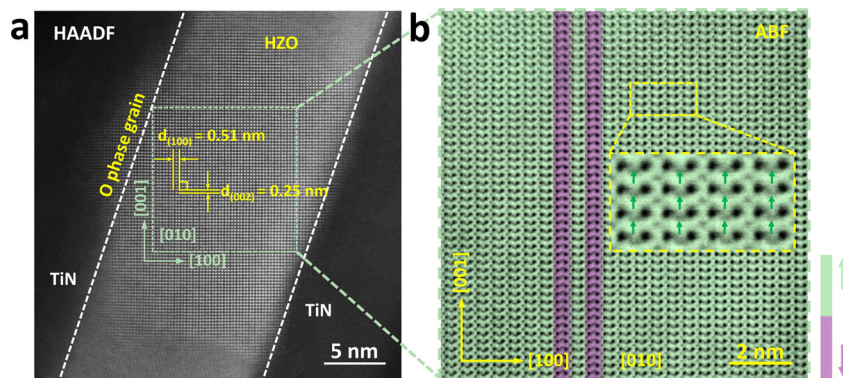 a
HAADF
HZO
O phase grain
d(100) = 0.51 nm
d(002) = 0.25 nm
[001]
[010]
[100]
TiN
TiN
5 nm
b
ABF
[001]
[100]
[010]
2 nm